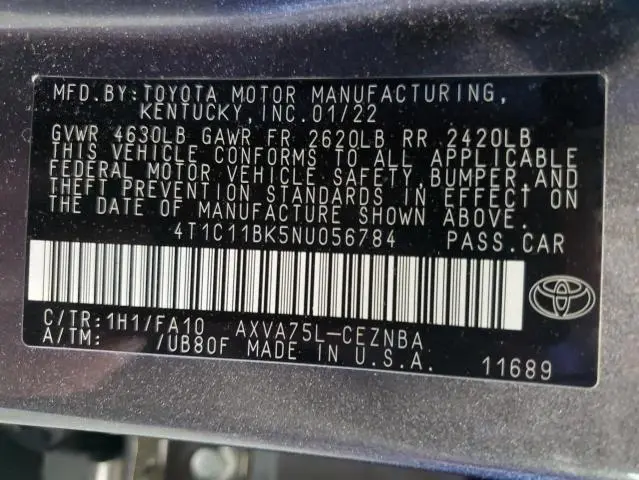 MFD.BY:TOYOTA MOTOR MANUFACTURING,
KENTUCKY,INC.01/22
GVWR 4630LB GAWR FR 2620LB RR 2420LB
THIS VEHICLE CONFORMS TO ALL APPLICABLE
FEDERAL MOTOR VEHICLE SAFETY,BUMPER,AND
THEFT PREVENTION STANDARDS IN EFFECT ON
THE DATE OF MANUFACTURE SHOWN ABOVE.
4T1C11BK5NU056784 PASS.CAR
C/TR:1H1/FA10 AXVA75L-CEZNBA
A/TM: /UB80F MADE IN U.S.A.
11689